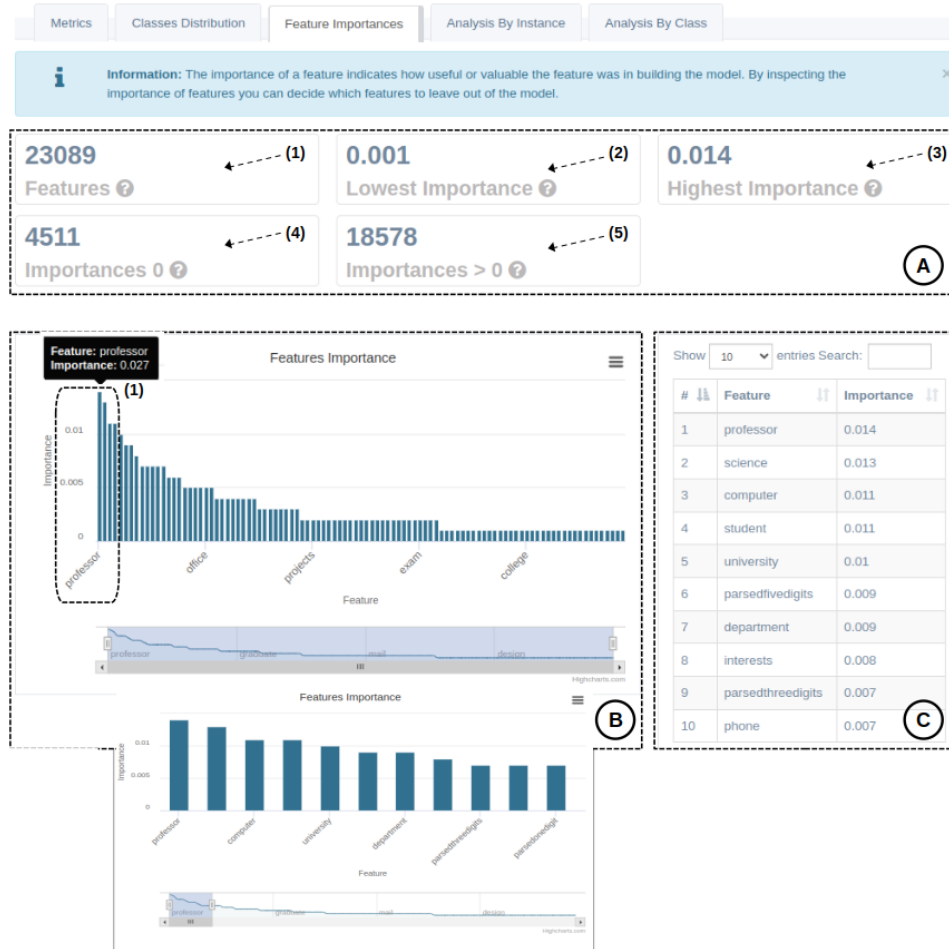 Metrics
Classes Distribution
Feature Importances
Analysis By Instance
Analysis By Class
Information: The importance of a feature indicates how useful or valuable the feature was in building the model. By inspecting the
importance of features you can decide which features to leave out of the model.
×
23089
Features ?
(1)
0.001
Lowest Importance ?
(2)
0.014
Highest Importance ?
(3)
4511
Importances 0 ?
(4)
18578
Importances > 0 ?
(5)
A
Feature: professor
Importance: 0.027
(1)
Features Importance
Importance
0.01
0.005
0
professor
office
projects
exam
college
Feature
professor
graduate
mail
design
Highcharts.com
B
Features Importance
Importance
0.01
0.005
0
professor
computer
university
department
parsedthreedigits
parsedonedigit
Feature
professor
graduate
mail
design
Highcharts.com
Show 10 entries Search:
# Feature Importance
1 professor 0.014
2 science 0.013
3 computer 0.011
4 student 0.011
5 university 0.01
6 parsedfivedigits 0.009
7 department 0.009
8 interests 0.008
9 parsedthreedigits 0.007
10 phone 0.007
C